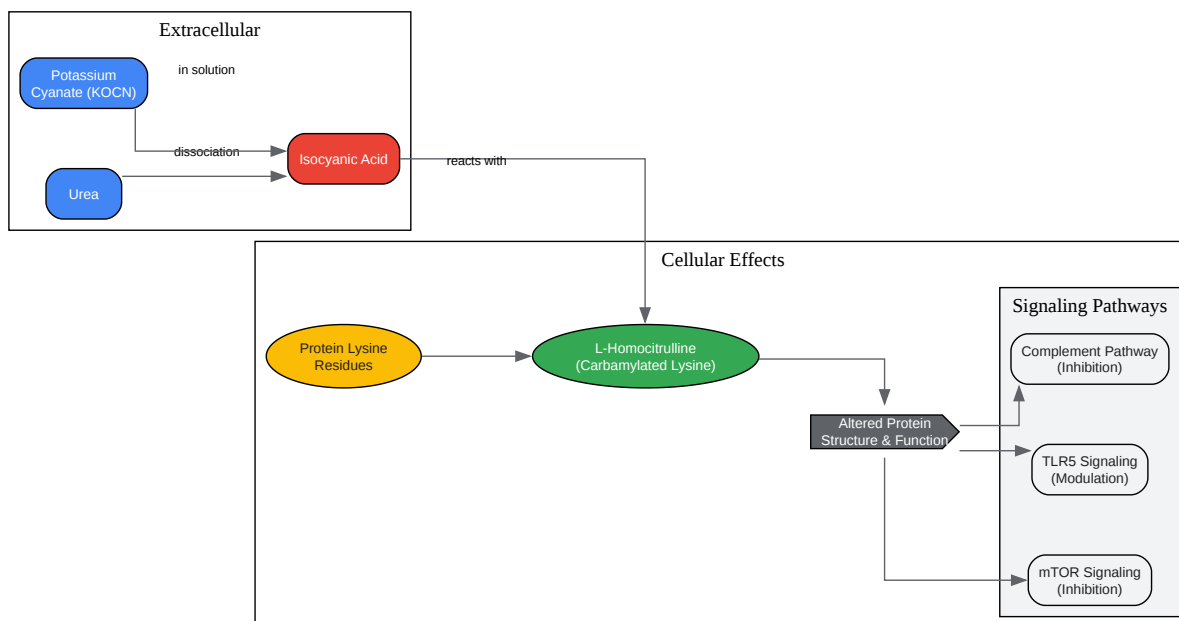 Extracellular
Potassium
Cyanate (KOCN)
in solution
dissociation
Isocyanic Acid
reacts with
Urea
Cellular Effects
Signaling Pathways
Protein Lysine
Residues
L-Homocitrulline
(Carbamylated Lysine)
Complement Pathway
(Inhibition)
Altered Protein
Structure & Function
TLR5 Signaling
(Modulation)
mTOR Signaling
(Inhibition)